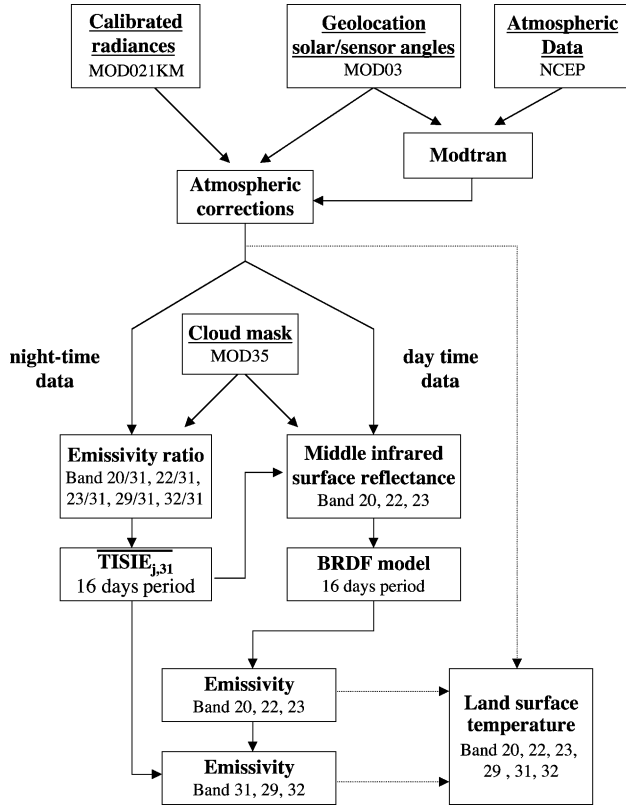 Calibrated
radiances
MOD021KM
Geolocation
solar/sensor angles
MOD03
Atmospheric
Data
NCEP
Modtran
Atmospheric
corrections
Cloud mask
MOD35
night-time
data
day time
data
Emissivity ratio
Band 20/31, 22/31,
23/31, 29/31, 32/31
Middle infrared
surface reflectance
Band 20, 22, 23
TISIE j,31
16 days period
BRDF model
16 days period
Emissivity
Band 20, 22, 23
Land surface
temperature
Band 20, 22, 23,
29 , 31, 32
Emissivity
Band 31, 29, 32